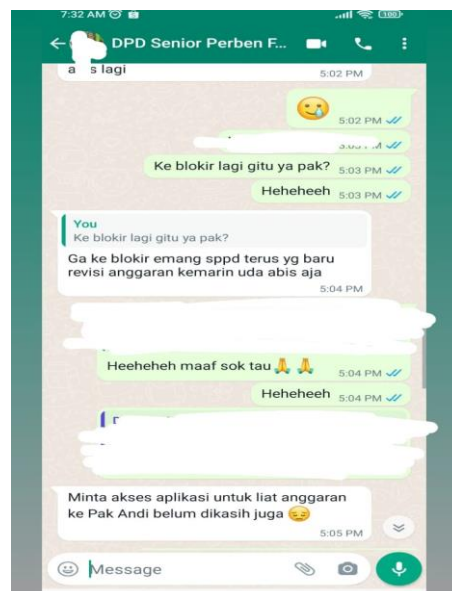 7:32 AM
100
DPD Senior Perben F...
s lagi
5:02 PM
5:02 PM
Ke blokir lagi gitu ya pak? 5:03 PM
Heheheeh 5:03 PM
You
Ke blokir lagi gitu ya pak?
Ga ke blokir emang sppd terus yg baru
revisi anggaran kemarin uda abis aja
5:04 PM
Heeheheh maaf sok tau🙏 🙏 5:04 PM
Heheheeh 5:04 PM
Minta akses aplikasi untuk liat anggaran
ke Pak Andi belum dikasih juga 😔
5:05 PM
Message